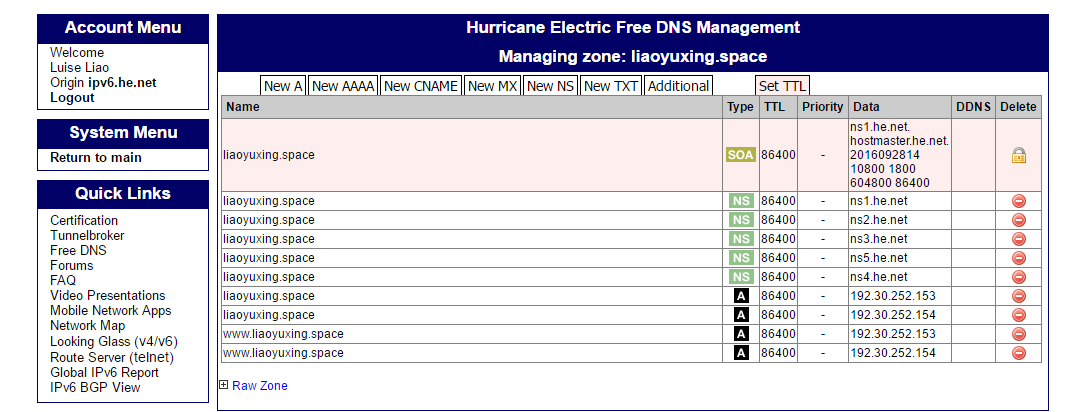 Account Menu
Welcome
Luise Liao
Origin ipv6.he.net
Logout
System Menu
Return to main
Quick Links
Certification
Tunnelbroker
Free DNS
Forums
FAQ
Video Presentations
Mobile Network Apps
Network Map
Looking Glass (v4/v6)
Route Server (telnet)
Global IPv6 Report
IPv6 BGP View
Hurricane Electric Free DNS Management
Managing zone: liaoyuxing.space
New A New AAAA New CNAME New MX New NS New TXT Additional Set TTL
Name Type TTL Priority Data DDNS Delete
liaoyuxing.space SOA 86400 - ns1.he.net.
hostmaster.he.net.
2016092814
10800 1800
604800 86400
liaoyuxing.space NS 86400 - ns1.he.net
liaoyuxing.space NS 86400 - ns2.he.net
liaoyuxing.space NS 86400 - ns3.he.net
liaoyuxing.space NS 86400 - ns5.he.net
liaoyuxing.space NS 86400 - ns4.he.net
liaoyuxing.space A 86400 - 192.30.252.153
liaoyuxing.space A 86400 - 192.30.252.154
www.liaoyuxing.space A 86400 - 192.30.252.153
www.liaoyuxing.space A 86400 - 192.30.252.154
Raw Zone